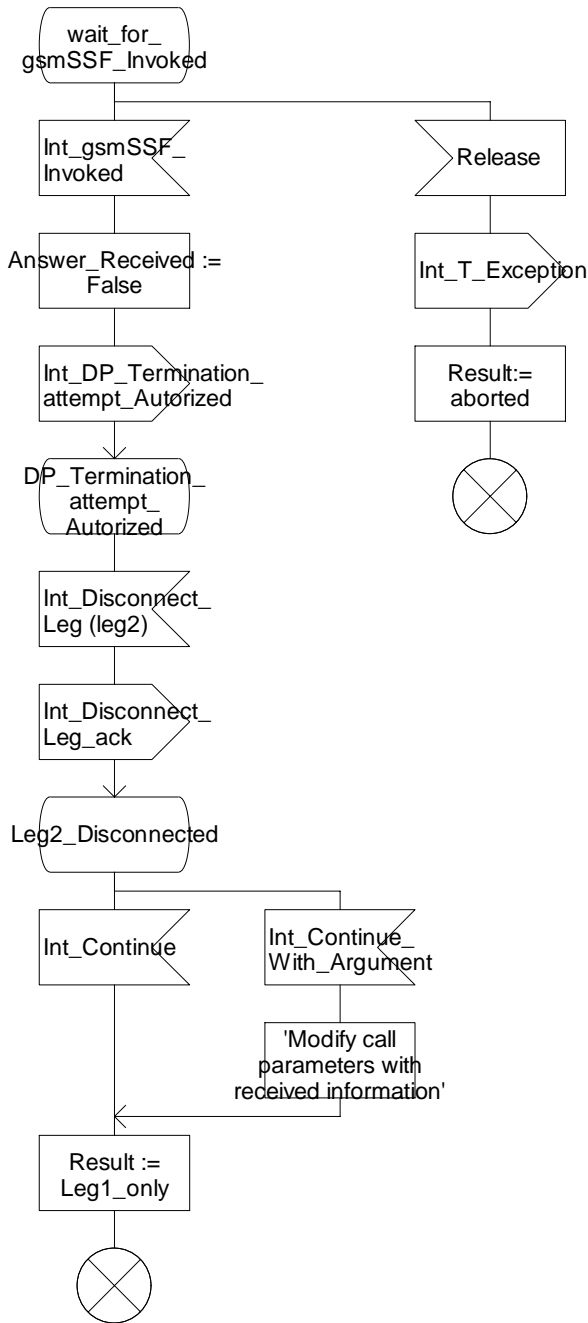 wait_for_
gsmSSF_Invoked
Int_gsmSSF_
Invoked
Release
Answer_Received :=
False
Int_T_Exception
Int_DP_Termination_
attempt_Autorized
Result:=
aborted
DP_Termination_
attempt_
Autorized
Int_Disconnect_
Leg (leg2)
Int_Disconnect_
Leg_ack
Leg2_Disconnected
Int_Continue
Int_Continue_
With_Argument
'Modify call
parameters with
received information'
Result :=
Leg1_only